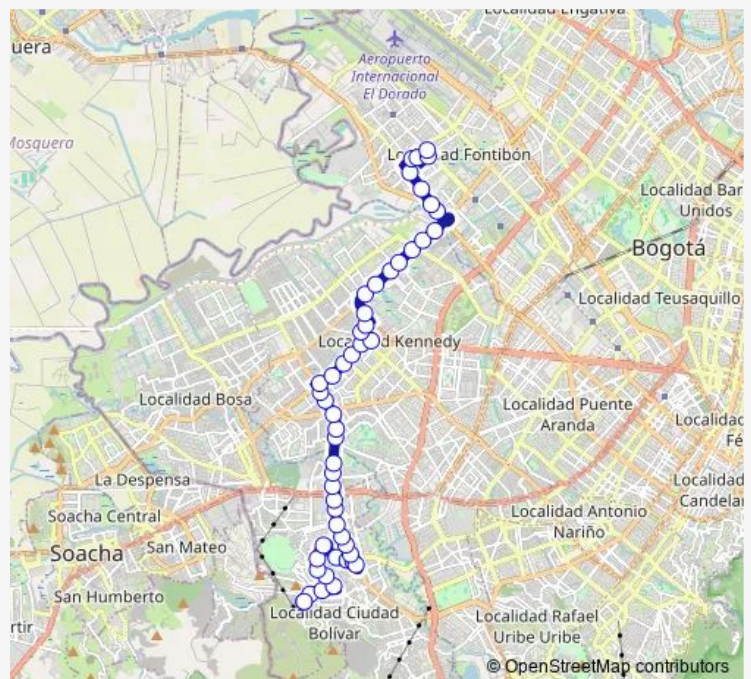 Localidad Engativá
uera
Aeropuerto
Internacional
El Dorado
Mosquera
Localidad Fontibón
Localidad Bar
Unidos
Bogotá
Localidad Teusaquillo
Localidad Kennedy
Localidad Bosa
Localidad Puente
Aranda
Localidad
Fé
La Despensa
Localidad
Candelar
Soacha Central
Localidad Antonio
Nariño
Soacha
San Mateo
San Humberto
Localidad Ciudad
Bolívar
Localidad Rafael
Uribe Uribe
rtir
© OpenStreetMap contributors